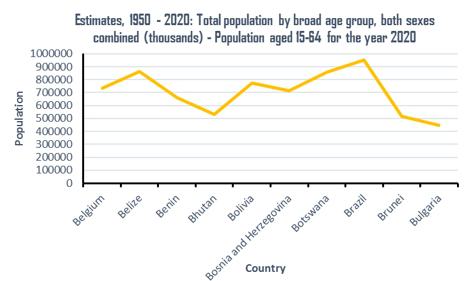 Estimates, 1950 - 2020: Total population by broad age group, both sexes
combined (thousands) - Population aged 15-64 for the year 2020
1000000
900000
800000
700000
600000
500000
400000
300000
200000
100000
0
Population
Belgium
Belize
Benin
Bhutan
Bolivia
Bosnia and Herzegovina
Botswana
Brazil
Brunei
Bulgaria
Country